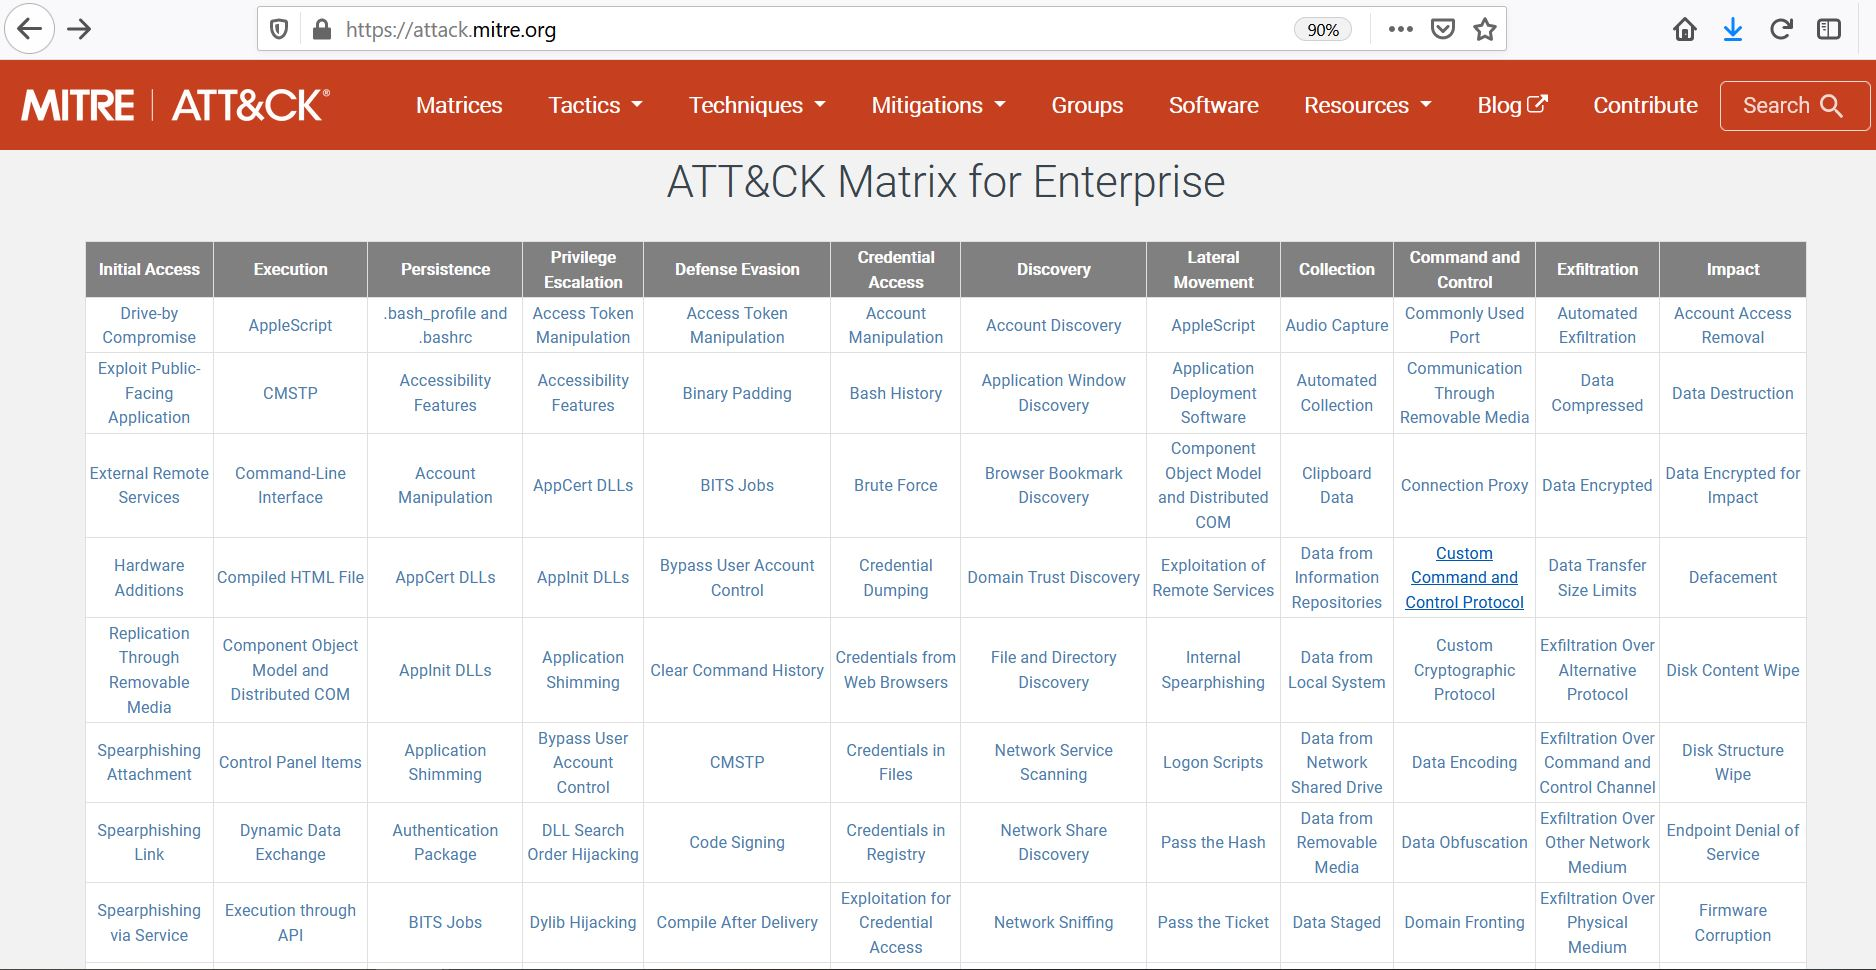 https://attack.mitre.org 90%
MITRE | ATT&CK® Matrices Tactics Techniques Mitigations Groups Software Resources Blog Contribute Search
ATT&CK Matrix for Enterprise
Initial Access
Execution
Persistence
Privilege
Escalation
Defense Evasion
Credential
Access
Discovery
Lateral
Movement
Collection
Command and
Control
Exfiltration
Impact
Drive-by
Compromise
AppleScript
.bash_profile and
.bashrc
Access Token
Manipulation
Access Token
Manipulation
Account
Manipulation
Account Discovery
AppleScript
Audio Capture
Commonly Used
Port
Automated
Exfiltration
Account Access
Removal
Exploit Public-
Facing
Application
CMSTP
Accessibility
Features
Accessibility
Features
Binary Padding
Bash History
Application Window
Discovery
Application
Deployment
Software
Automated
Collection
Communication
Through
Removable Media
Data
Compressed
Data Destruction
External Remote
Services
Command-Line
Interface
Account
Manipulation
AppCert DLLs
BITS Jobs
Brute Force
Browser Bookmark
Discovery
Component
Object Model
and Distributed
COM
Clipboard
Data
Connection Proxy
Data Encrypted
Data Encrypted for
Impact
Hardware
Additions
Compiled HTML File
AppCert DLLs
AppInit DLLs
Bypass User Account
Control
Credential
Dumping
Domain Trust Discovery
Exploitation of
Remote Services
Data from
Information
Repositories
Custom
Command and
Control Protocol
Data Transfer
Size Limits
Defacement
Replication
Through
Removable
Media
Component Object
Model and
Distributed COM
AppInit DLLs
Application
Shimming
Clear Command History
Credentials from
Web Browsers
File and Directory
Discovery
Internal
Spearphishing
Data from
Local System
Custom
Cryptographic
Protocol
Exfiltration Over
Alternative
Protocol
Disk Content Wipe
Spearphishing
Attachment
Control Panel Items
Application
Shimming
Bypass User
Account
Control
CMSTP
Credentials in
Files
Network Service
Scanning
Logon Scripts
Data from
Network
Shared Drive
Data Encoding
Exfiltration Over
Command and
Control Channel
Disk Structure
Wipe
Spearphishing
Link
Dynamic Data
Exchange
Authentication
Package
DLL Search
Order Hijacking
Code Signing
Credentials in
Registry
Network Share
Discovery
Pass the Hash
Data from
Removable
Media
Data Obfuscation
Exfiltration Over
Other Network
Medium
Endpoint Denial of
Service
Spearphishing
via Service
Execution through
API
BITS Jobs
Dylib Hijacking
Compile After Delivery
Exploitation for
Credential
Access
Network Sniffing
Pass the Ticket
Data Staged
Domain Fronting
Exfiltration Over
Physical
Medium
Firmware
Corruption